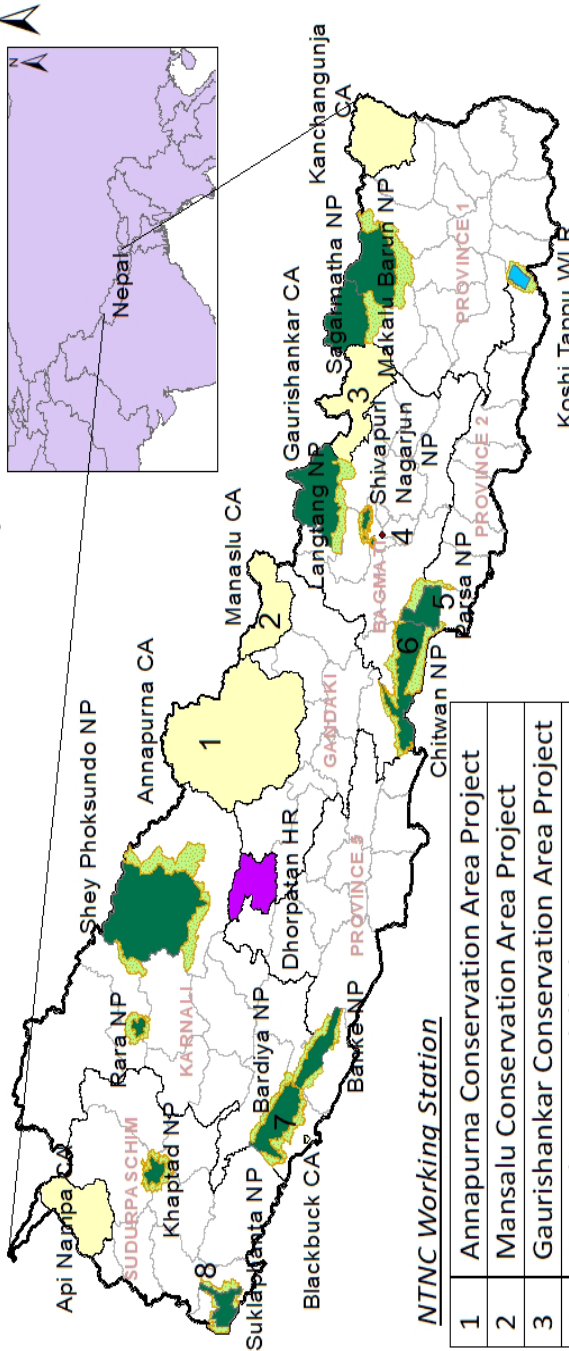 N
Nepal
Api Nampa CA
SUDURPASCHIM
Khaptad NP
Rara NP
Shey Phoksundo NP
KARNALI
Suklaphanta NP
8
Blackbuck CA
Bardiya NP
7
Banke NP
Dhorpatan HR
PROVINCE 5
Annapurna CA
1
Manaslu CA
2
GANDAKI
Chitwan NP
6
5
Parsa NP
Langtang NP
Gaurishankar CA
3
BAGMATI
Shivapuri
Nagarjun
NP
4
PROVINCE 2
Sagarmatha NP
Makalu Barun NP
Kanchangunja
CA
PROVINCE 1
Koshi Tappu WLR
NTNC Working Station
1 Annapurna Conservation Area Project
2 Mansalu Conservation Area Project
3 Gaurishankar Conservation Area Project